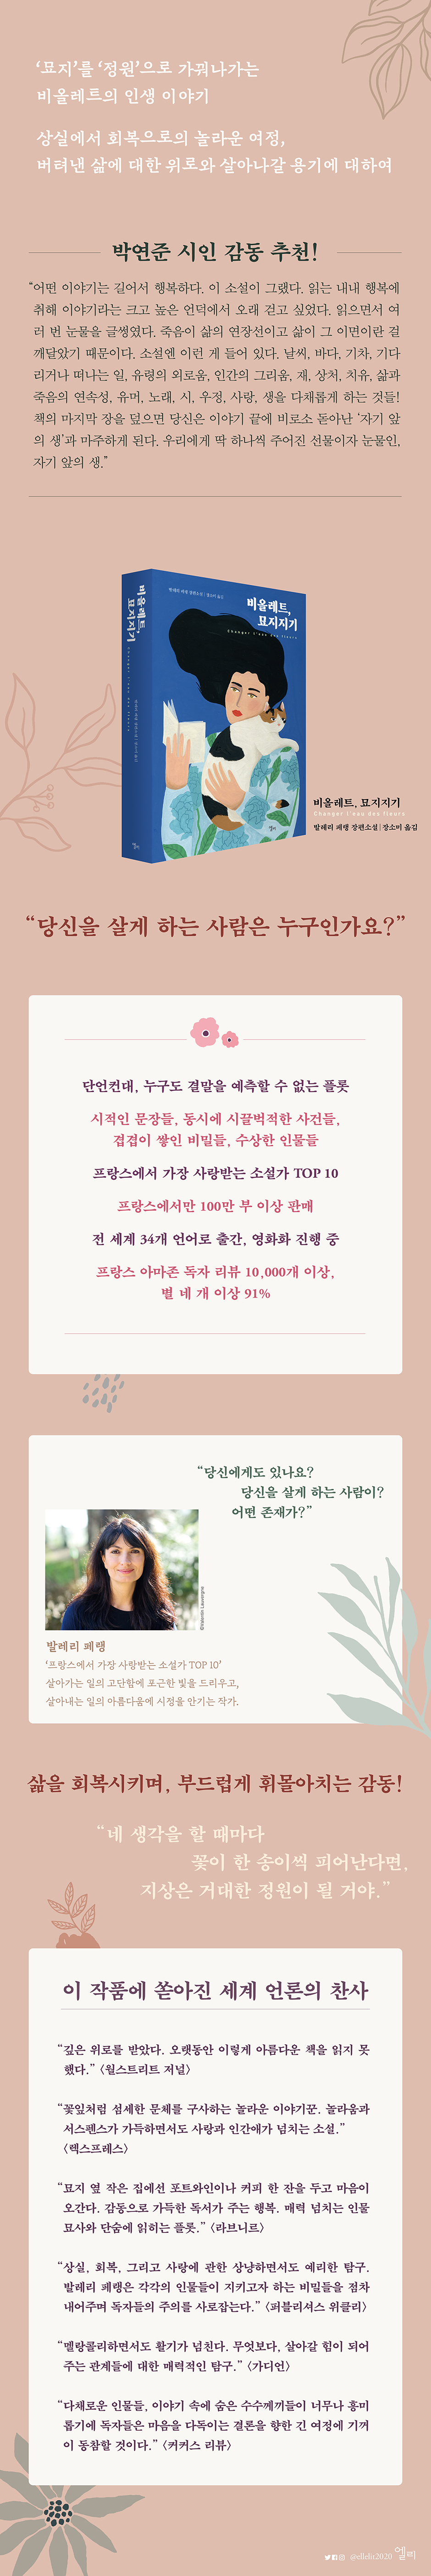 ‘묘지’를 ‘정원’으로 가꿔나가는
비올레트의 인생 이야기
상실에서 회복으로의 놀라운 여정,
버텨낸 삶에 대한 위로와 살아나갈 용기에 대하여
박연준 시인 감동 추천!
“어떤 이야기는 길어서 행복하다. 이 소설이 그랬다. 읽는 내내 행복에
취해 이야기라는 크고 높은 언덕에서 오래 걷고 싶었다. 읽으면서 여
러 번 눈물을 글썽였다. 죽음이 삶의 연장선이고 삶이 그 이면이란 걸
깨달았기 때문이다. 소설엔 이런 게 들어 있다. 날씨, 바다, 기차, 기다
리거나 떠나는 일, 유령의 외로움, 인간의 그리움, 재, 상처, 치유, 삶과
죽음의 연속성, 유머, 노래, 시, 우정, 사랑, 생을 다채롭게 하는 것들!
책의 마지막 장을 덮으면 당신은 이야기 끝에 비로소 돋아난 ‘자기 앞
의 생’과 마주하게 된다. 우리에게 딱 하나씩 주어진 선물이자 눈물인,
자기 앞의 생.”
비올레트,
묘지지기
Changer l'eau des fleurs
발레리 페랭 장편소설 | 장소미 옮김
비올레트,
묘지지기
Changer l'eau des fleurs
엘리
엘리
비올레트, 묘지지기
Changer l'eau des fleurs
발레리 페랭 장편소설 | 장소미 옮김
“당신을 살게 하는 사람은 누구인가요?”
단언컨대, 누구도 결말을 예측할 수 없는 플롯
시적인 문장들, 동시에 시끌벅적한 사건들,
겹겹이 쌓인 비밀들, 수상한 인물들
프랑스에서 가장 사랑받는 소설가 TOP 10
프랑스에서만 100만 부 이상 판매
전 세계 34개 언어로 출간, 영화화 진행 중
프랑스 아마존 독자 리뷰 10,000개 이상,
별 네 개 이상 91%
“당신에게도 있나요?
당신을 살게 하는 사람이?
어떤 존재가?”
©Valentin Lauvergne
발레리 페랭
‘프랑스에서 가장 사랑받는 소설가 TOP 10’
살아가는 일의 고단함에 포근한 빛을 드리우고,
살아내는 일의 아름다움에 시정을 안기는 작가.
삶을 회복시키며, 부드럽게 휘몰아치는 감동!
“네 생각을 할 때마다
꽃이 한 송이씩 피어난다면,
지상은 거대한 정원이 될 거야.”
이 작품에 쏟아진 세계 언론의 찬사
“깊은 위로를 받았다. 오랫동안 이렇게 아름다운 책을 읽지 못
했다.” 〈월스트리트 저널〉
“꽃잎처럼 섬세한 문체를 구사하는 놀라운 이야기꾼. 놀라움과
서스펜스가 가득하면서도 사랑과 인간애가 넘치는 소설.”
〈렉스프레스〉
“묘지 옆 작은 집에선 포트와인이나 커피 한 잔을 두고 마음이
오간다. 감동으로 가득한 독서가 주는 행복. 매력 넘치는 인물
묘사와 단숨에 읽히는 플롯.” 〈라브니르〉
“상실, 회복, 그리고 사랑에 관한 상냥하면서도 예리한 탐구.
발레리 페랭은 각각의 인물들이 지키고자 하는 비밀들을 점차
내어주며 독자들의 주의를 사로잡는다.” 〈퍼블리셔스 위클리〉
“멜랑콜리하면서도 활기가 넘친다. 무엇보다, 살아갈 힘이 되어
주는 관계들에 대한 매력적인 탐구.” 〈가디언〉
“다채로운 인물들, 이야기 속에 숨은 수수께끼들이 너무나 흥미
롭기에 독자들은 마음을 다독이는 결론을 향한 긴 여정에 기꺼
이 동참할 것이다.” 〈커커스 리뷰〉
@ellelit2020 엘리